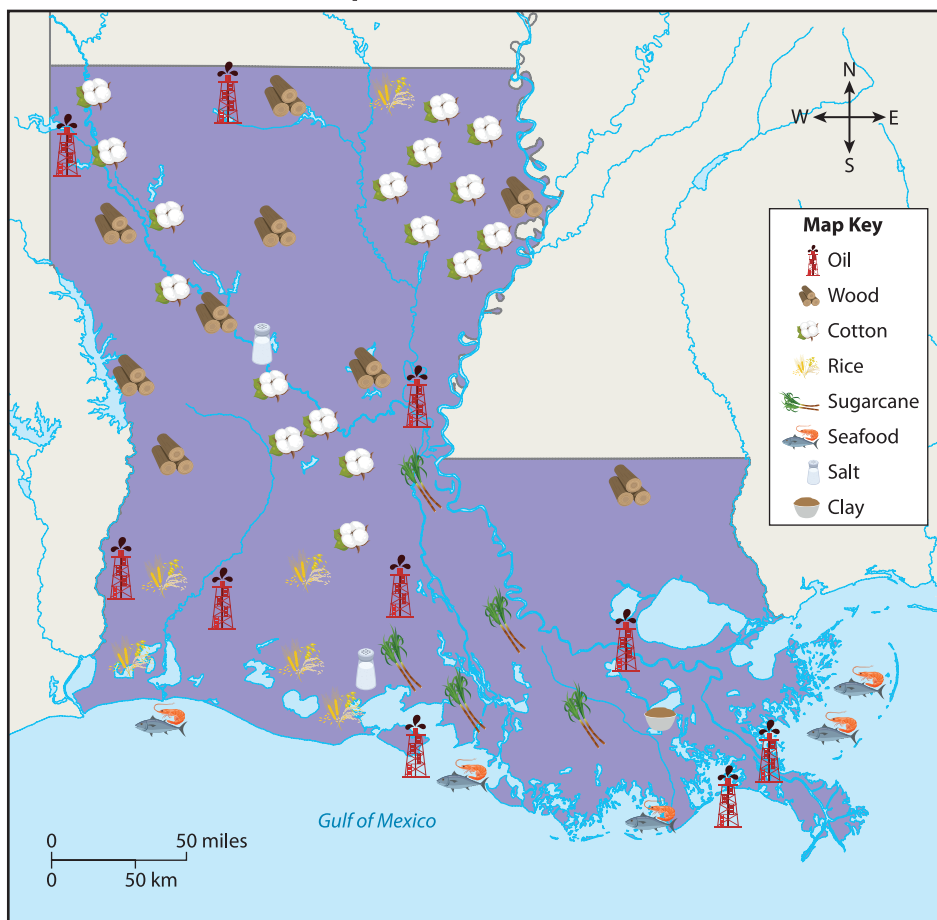 N
W E
S
Map Key
Oil
Wood
Cotton
Rice
Sugarcane
Seafood
Salt
Clay
Gulf of Mexico
0 50 miles
0 50 km